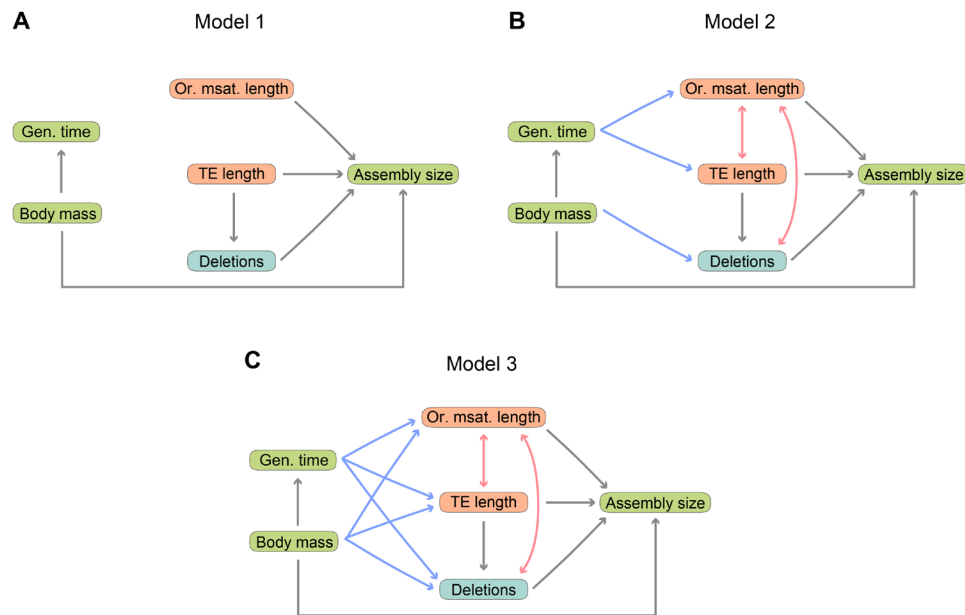 A
Model 1
Or. msat. length
Gen. time
TE length
Assembly size
Body mass
Deletions
B
Model 2
Or. msat. length
Gen. time
TE length
Assembly size
Body mass
Deletions
C
Model 3
Or. msat. length
Gen. time
TE length
Assembly size
Body mass
Deletions